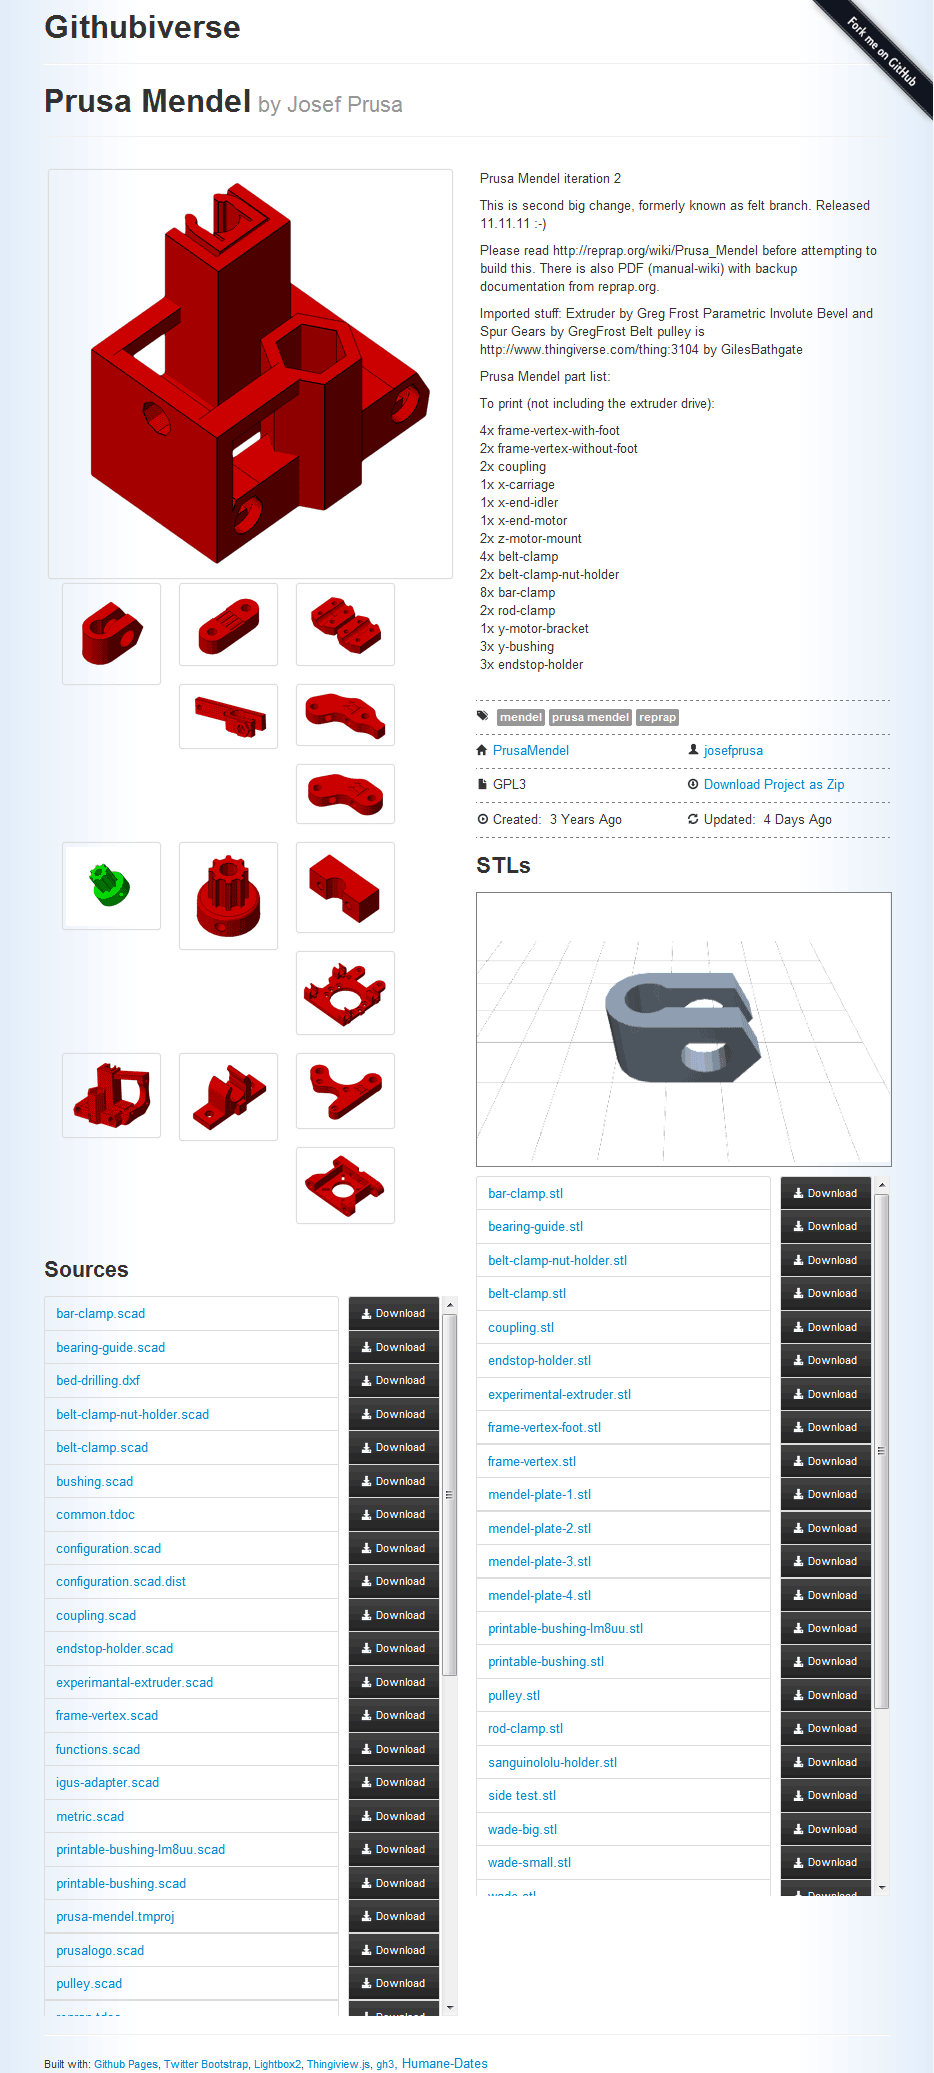 Githubiverse
Fork me on GitHub
Prusa Mendel by Josef Prusa
Prusa Mendel iteration 2
This is second big change, formerly known as felt branch. Released
11.11.11 :-)
Please read http://reprap.org/wiki/Prusa_Mendel before attempting to
build this. There is also PDF (manual-wiki) with backup
documentation from reprap.org.
Imported stuff: Extruder by Greg Frost Parametric Involute Bevel and
Spur Gears by GregFrost Belt pulley is
http://www.thingiverse.com/thing:3104 by GilesBathgate
Prusa Mendel part list:
To print (not including the extruder drive):
4x frame-vertex-with-foot
2x frame-vertex-without-foot
2x coupling
1x x-carriage
1x x-end-idler
1x x-end-motor
2x z-motor-mount
4x belt-clamp
2x belt-clamp-nut-holder
8x bar-clamp
2x rod-clamp
1x y-motor-bracket
3x y-bushing
3x endstop-holder
mendel prusa mendel reprap
PrusaMendel josefprusa
GPL3 Download Project as Zip
Created: 3 Years Ago Updated: 4 Days Ago
STLs
bar-clamp.stl Download
bearing-guide.stl Download
belt-clamp-nut-holder.stl Download
belt-clamp.stl Download
coupling.stl Download
endstop-holder.stl Download
experimental-extruder.stl Download
frame-vertex-foot.stl Download
frame-vertex.stl Download
mendel-plate-1.stl Download
mendel-plate-2.stl Download
mendel-plate-3.stl Download
mendel-plate-4.stl Download
printable-bushing-lm8uu.stl Download
printable-bushing.stl Download
pulley.stl Download
rod-clamp.stl Download
sanguinololu-holder.stl Download
side test.stl Download
wade-big.stl Download
wade-small.stl Download
wade.stl Download
Sources
bar-clamp.scad Download
bearing-guide.scad Download
bed-drilling.dxf Download
belt-clamp-nut-holder.scad Download
belt-clamp.scad Download
bushing.scad Download
common.tdoc Download
configuration.scad Download
configuration.scad.dist Download
coupling.scad Download
endstop-holder.scad Download
experimantal-extruder.scad Download
frame-vertex.scad Download
functions.scad Download
igus-adapter.scad Download
metric.scad Download
printable-bushing-lm8uu.scad Download
printable-bushing.scad Download
prusa-mendel.tmproj Download
prusalogo.scad Download
pulley.scad Download
reprap.tdoc Download
Built with: Github Pages, Twitter Bootstrap, Lightbox2, Thingiview.js, gh3, Humane-Dates